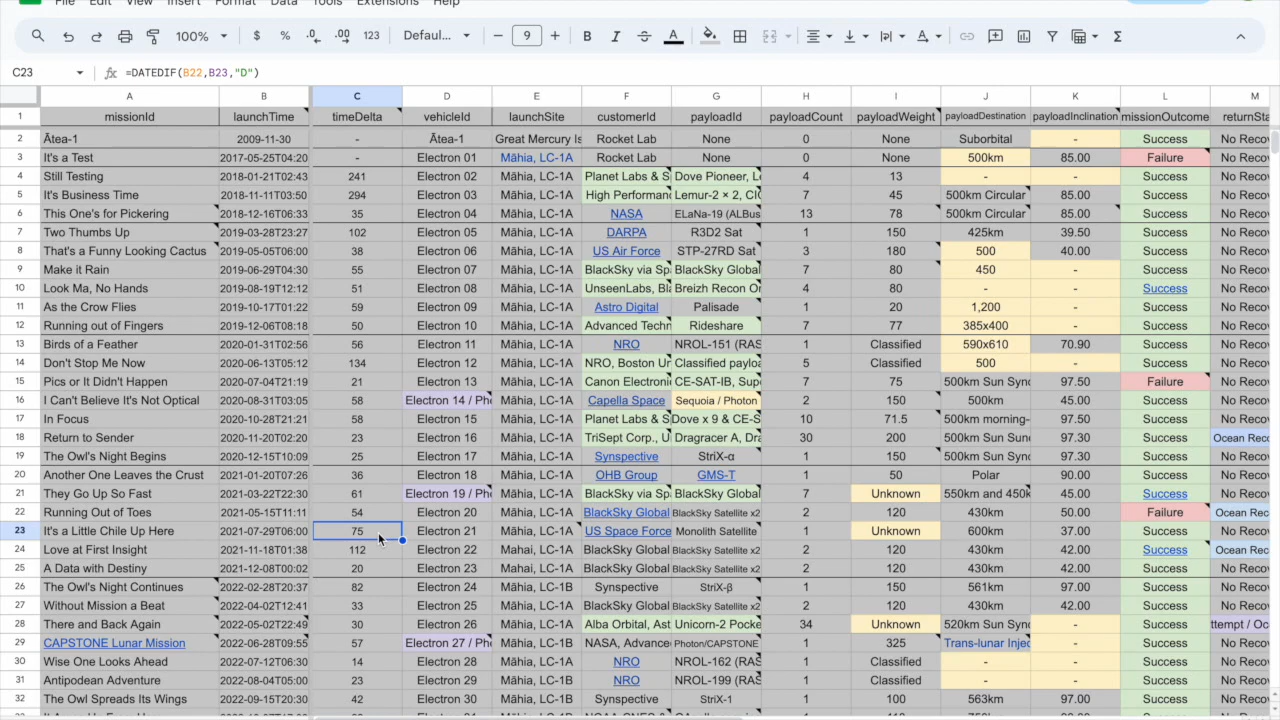 File Edit View Insert Format Data Tools Extensions Help
100% $ % .0 .00 123 Defaul... 9 B I A
C23 fx =DATEDIF(B22,B23,"D")
A B C D E F G H I J K L M
1 missionId launchTime timeDelta vehicleId launchSite customerId payloadId payloadCount payloadWeight payloadDestination payloadInclination missionOutcome returnSta
2 Ātea-1 2009-11-30 - Ātea-1 Great Mercury Is Rocket Lab None 0 None Suborbital - Success No Reco
3 It's a Test 2017-05-25T04:20 - Electron 01 Māhia, LC-1A Rocket Lab None 0 None 500km 85.00 Failure No Recov
4 Still Testing 2018-01-21T02:43 241 Electron 02 Māhia, LC-1A Planet Labs & S Dove Pioneer, Le 4 13 - - Success No Recov
5 It's Business Time 2018-11-11T03:50 294 Electron 03 Māhia, LC-1A High Performan Lemur-2 × 2, CIC 7 45 500km Circular 85.00 Success No Recov
6 This One's for Pickering 2018-12-16T06:33 35 Electron 04 Māhia, LC-1A NASA ELaNa-19 (ALBus 13 78 500km Circular 85.00 Success No Recov
7 Two Thumbs Up 2019-03-28T23:27 102 Electron 05 Māhia, LC-1A DARPA R3D2 Sat 1 150 425km 39.50 Success No Recov
8 That's a Funny Looking Cactus 2019-05-05T06:00 38 Electron 06 Māhia, LC-1A US Air Force STP-27RD Sat 3 180 500 40.00 Success No Recov
9 Make it Rain 2019-06-29T04:30 55 Electron 07 Māhia, LC-1A BlackSky via Sp BlackSky Global 7 80 450 - Success No Recov
10 Look Ma, No Hands 2019-08-19T12:12 51 Electron 08 Māhia, LC-1A UnseenLabs, Bla Breizh Recon Or 4 80 - - Success No Recov
11 As the Crow Flies 2019-10-17T01:22 59 Electron 09 Māhia, LC-1A Astro Digital Palisade 1 20 1,200 - Success No Recov
12 Running out of Fingers 2019-12-06T08:18 50 Electron 10 Māhia, LC-1A Advanced Techn Rideshare 7 77 385x400 - Success No Recov
13 Birds of a Feather 2020-01-31T02:56 56 Electron 11 Māhia, LC-1A NRO NROL-151 (RAS 1 Classified 590x610 70.90 Success No Recov
14 Don't Stop Me Now 2020-06-13T05:12 134 Electron 12 Māhia, LC-1A NRO, Boston Un Classified payloa 5 Classified 500 - Success No Recov
15 Pics or It Didn't Happen 2020-07-04T21:19 21 Electron 13 Māhia, LC-1A Canon Electronic CE-SAT-IB, Supe 7 75 500km Sun Sync 97.50 Failure No Recov
16 I Can't Believe It's Not Optical 2020-08-31T03:05 58 Electron 14 / Ph Māhia, LC-1A Capella Space Sequoia / Photon 2 150 500km 45.00 Success No Recov
17 In Focus 2020-10-28T21:21 58 Electron 15 Māhia, LC-1A Planet Labs & S Dove x 9 & CE-S 10 71.5 500km morning- 97.50 Success No Recov
18 Return to Sender 2020-11-20T02:20 23 Electron 16 Māhia, LC-1A TriSept Corp., U Dragracer A, Dra 30 200 500km Sun Sunc 97.30 Success Ocean Reco
19 The Owl's Night Begins 2020-12-15T10:09 25 Electron 17 Māhia, LC-1A Synspective StriX-α 1 150 500km Sun Sync 97.30 Success No Recov
20 Another One Leaves the Crust 2021-01-20T07:26 36 Electron 18 Māhia, LC-1A OHB Group GMS-T 1 50 Polar 90.00 Success No Recov
21 They Go Up So Fast 2021-03-22T22:30 61 Electron 19 / Pho Māhia, LC-1A BlackSky via Sp BlackSky Global 7 Unknown 550km and 450k 45.00 Success No Recov
22 Running Out of Toes 2021-05-15T11:11 54 Electron 20 Māhia, LC-1A BlackSky Global BlackSky Satellite x2 2 120 430km 50.00 Failure Ocean Reco
23 It's a Little Chile Up Here 2021-07-29T06:00 75 Electron 21 Māhia, LC-1A US Space Force Monolith Satellite 1 Unknown 600km 37.00 Success No Recov
24 Love at First Insight 2021-11-18T01:38 112 Electron 22 Mahai, LC-1A BlackSky Global BlackSky Satellite x2 2 120 430km 42.00 Success Ocean Reco
25 A Data with Destiny 2021-12-08T00:02 20 Electron 23 Mahai, LC-1A BlackSky Global BlackSky Satellite x2 2 120 430km 42.00 Success No Recov
26 The Owl's Night Continues 2022-02-28T20:37 82 Electron 24 Māhia, LC-1B Synspective StriX-β 1 150 561km 97.00 Success No Recov
27 Without Mission a Beat 2022-04-02T12:41 33 Electron 25 Māhia, LC-1A BlackSky Global BlackSky Satellite x2 2 120 430km 42.00 Success No Recov
28 There and Back Again 2022-05-02T22:49 30 Electron 26 Māhia, LC-1A Alba Orbital, Ast Unicorn-2 Pocke 34 Unknown 520km Sun Sync - Success ttempt / Oc
29 CAPSTONE Lunar Mission 2022-06-28T09:55 57 Electron 27 / Ph Māhia, LC-1B NASA, Advance Photon/CAPSTONE 1 325 Trans-lunar Injec - Success No Recov
30 Wise One Looks Ahead 2022-07-12T06:30 14 Electron 28 Māhia, LC-1A NRO NROL-162 (RAS 1 Classified - - Success No Recov
31 Antipodean Adventure 2022-08-04T05:00 23 Electron 29 Māhia, LC-1B NRO NROL-199 (RAS 1 Classified - - Success No Recov
32 The Owl Spreads Its Wings 2022-09-15T20:30 42 Electron 30 Māhia, LC-1B Synspective StriX-1 1 100 563km 97.00 Success No Recov